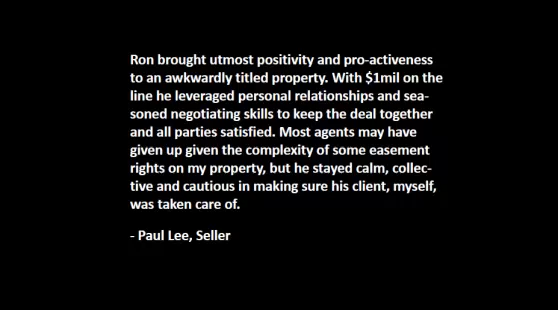 Ron brought utmost positivity and pro-activeness
to an awkwardly titled property. With $1mil on the
line he leveraged personal relationships and sea-
soned negotiating skills to keep the deal together
and all parties satisfied. Most agents may have
given up given the complexity of some easement
rights on my property, but he stayed calm, collec-
tive and cautious in making sure his client, myself,
was taken care of.
- Paul Lee, Seller